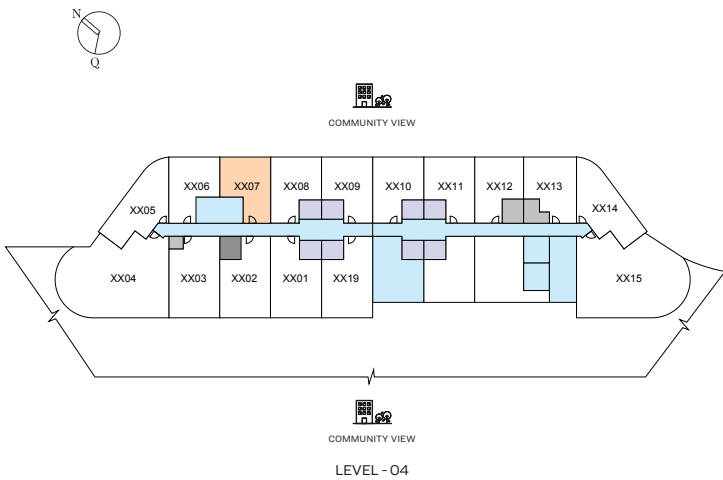 N
Q
COMMUNITY VIEW
XX06 XX07 XX08 XX09 XX10 XX11 XX12 XX13
XX05 XX14
XX04 XX03 XX02 XX01 XX19 XX15
COMMUNITY VIEW
LEVEL - 04